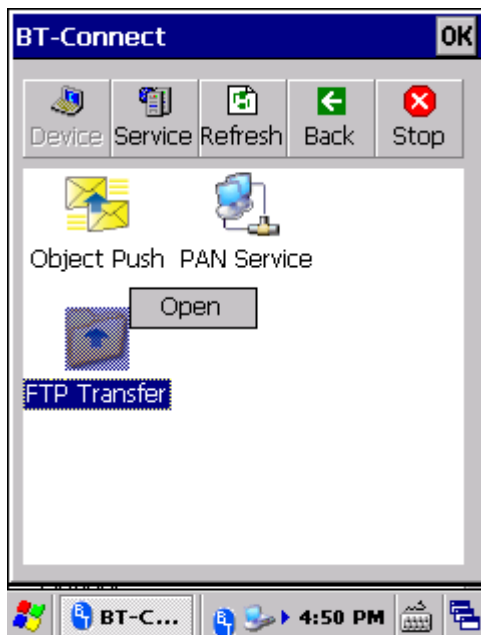 BT-Connect OK
Device Service Refresh Back Stop
Object Push PAN Service
Open
FTP Transfer
BT-C... 4:50 PM